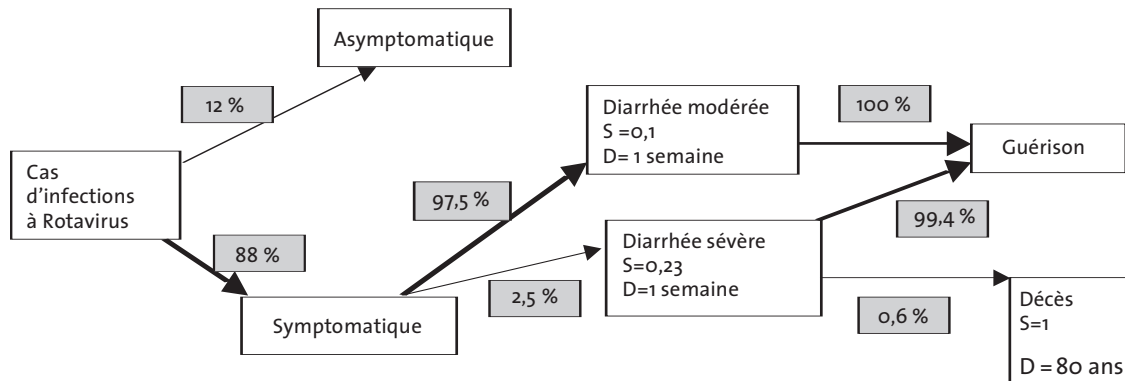 Asymptomatique
12 %
Cas
d'infections
à Rotavirus
88 %
Symptomatique
97,5 %
2,5 %
Diarrhée modérée
S =0,1
D= 1 semaine
Diarrhée sévère
S=0,23
D=1 semaine
100 %
99,4 %
0,6 %
Guérison
Décès
S=1
D = 80 ans